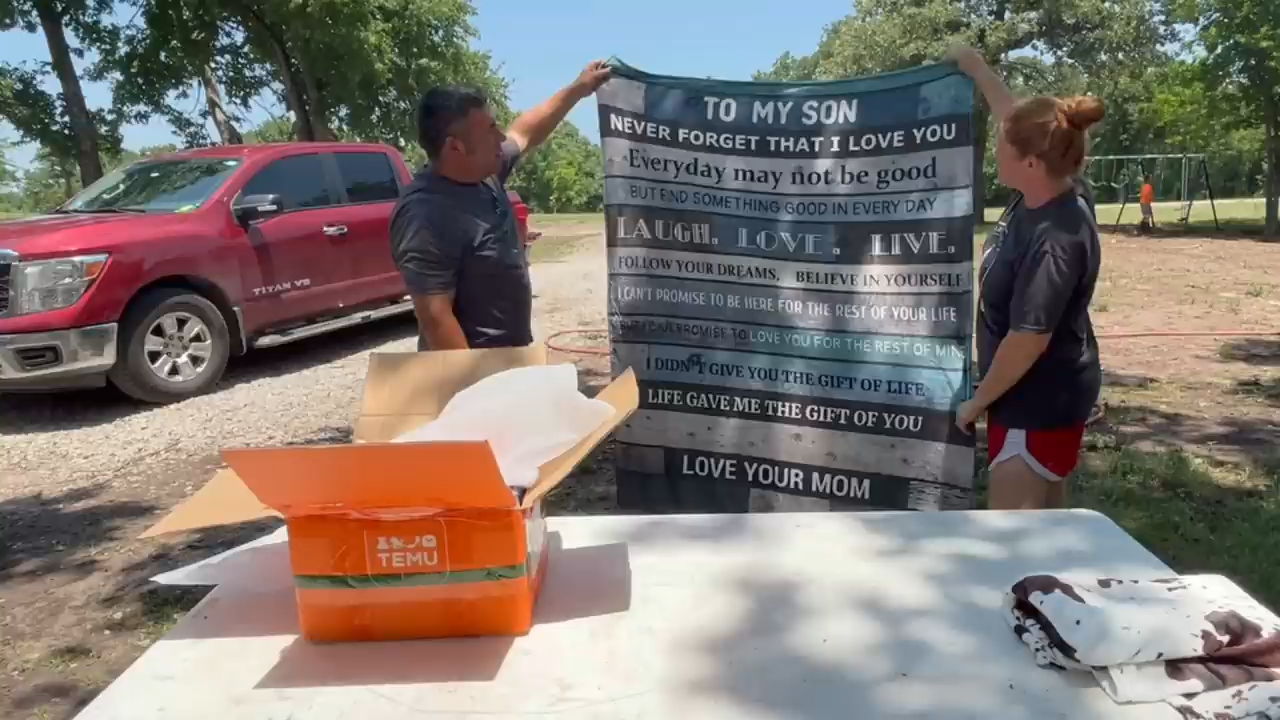 TO MY SON
NEVER FORGET THAT I LOVE YOU
Everyday may not be good
BUT FIND SOMETHING GOOD IN EVERY DAY
LAUGH. LOVE. LIVE.
FOLLOW YOUR DREAMS. BELIEVE IN YOURSELF
I CAN'T PROMISE TO BE HERE FOR THE REST OF YOUR LIFE
BUT I CAN PROMISE TO LOVE YOU FOR THE REST OF MINE
I DIDN'T GIVE YOU THE GIFT OF LIFE
LIFE GAVE ME THE GIFT OF YOU
LOVE YOUR MOM
TITAN V8
TEMU